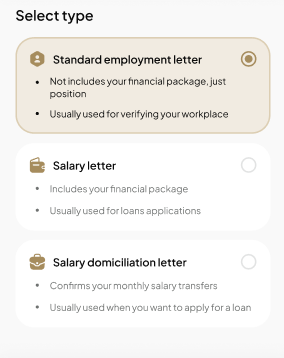 Select type
Standard employment letter
• Not includes your financial package, just
position
• Usually used for verifying your workplace
Salary letter
• Includes your financial package
• Usually used for loans applications
Salary domiciliation letter
• Confirms your monthly salary transfers
• Usually used when you want to apply for a loan